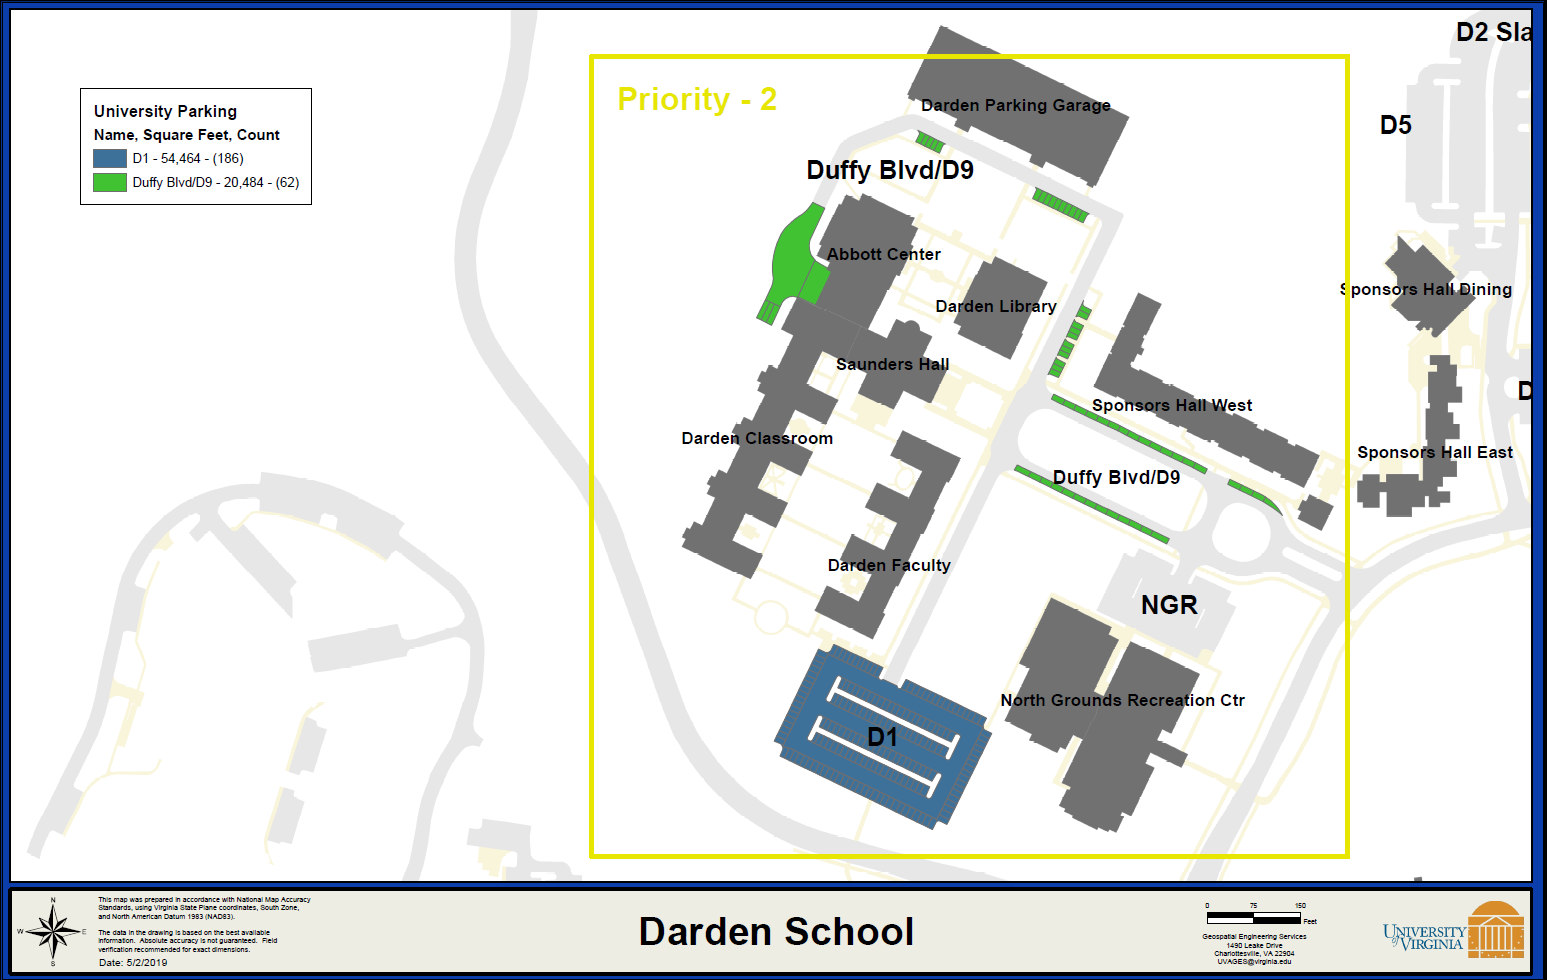 D2 Sla
University Parking
Name, Square Feet, Count
D1 - 54,464 - (186)
Duffy Blvd/D9 - 20,484 - (62)
Priority - 2
Darden Parking Garage
D5
Duffy Blvd/D9
Abbott Center
Sponsors Hall Dining
Darden Library
Saunders Hall
D
Sponsors Hall West
Darden Classroom
Sponsors Hall East
Duffy Blvd/D9
Darden Faculty
NGR
North Grounds Recreation Ctr
D1
N
W
E
S
This map was prepared in accordance with National Map Accuracy
Standards, using Virginia State Plane coordinates, South Zone,
and North American Datum 1983 (NAD83).
The data in the drawing is based on the best available
information. Absolute accuracy is not guaranteed. Field
verification recommended for exact dimensions.
Date: 5/2/2019
Darden School
0 75 150
Feet
Geospatial Engineering Services
1490 Leake Drive
Charlottesville, VA 22904
UVAGES@virginia.edu
UNIVERSITY
of VIRGINIA